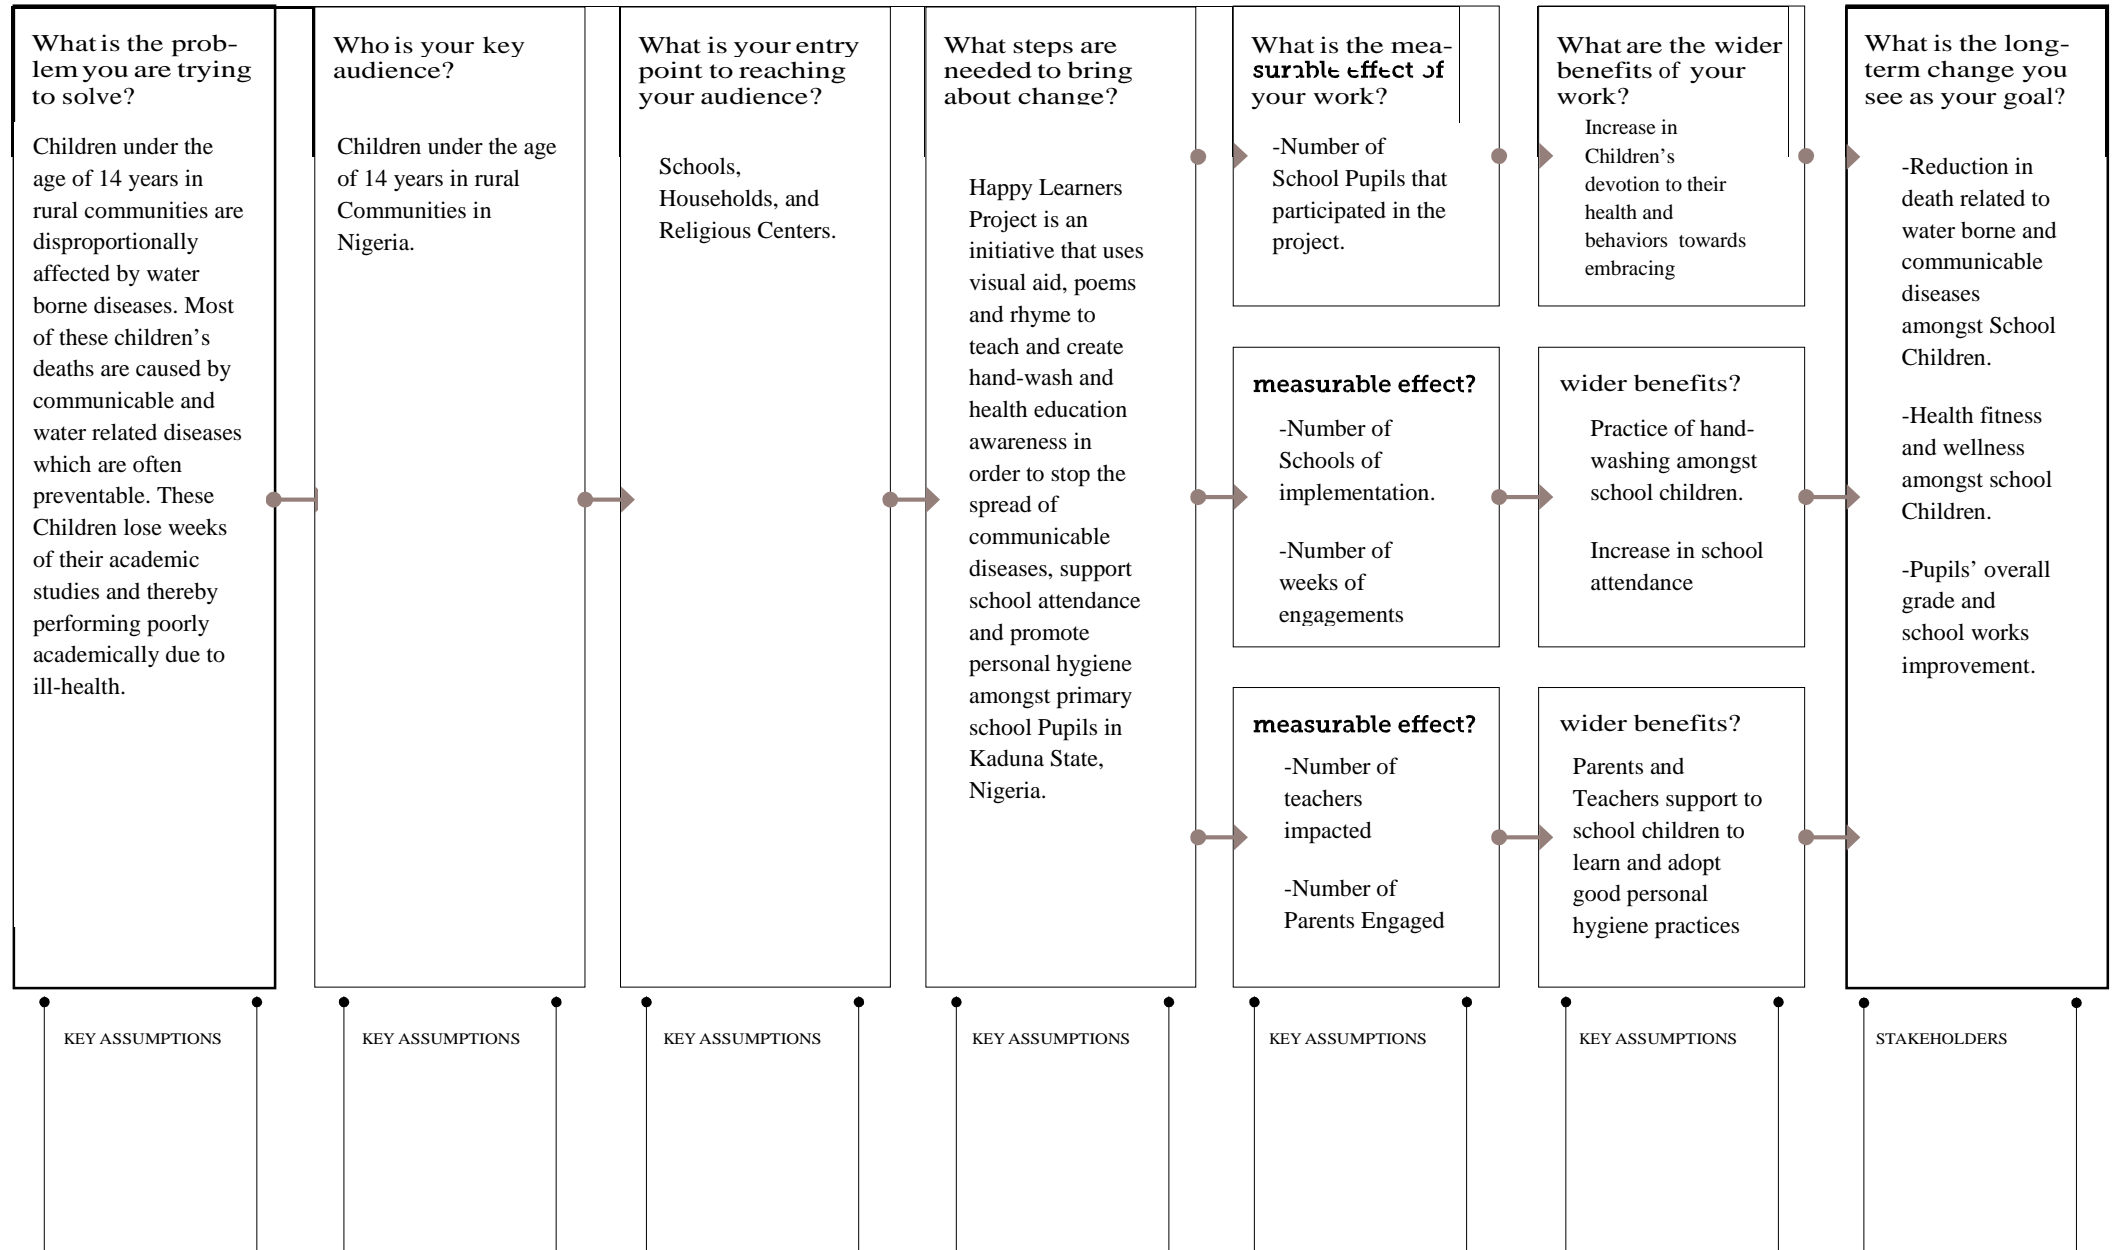 What is the prob-
lem you are trying
to solve?
Children under the
age of 14 years in
rural communities are
disproportionally
affected by water
borne diseases. Most
of these children’s
deaths are caused by
communicable and
water related diseases
which are often
preventable. These
Children lose weeks
of their academic
studies and thereby
performing poorly
academically due to
ill-health.
Who is your key
audience?
Children under the age
of 14 years in rural
Communities in
Nigeria.
What is your entry
point to reaching
your audience?
Schools,
Households, and
Religious Centers.
What steps are
needed to bring
about change?
Happy Learners
Project is an
initiative that uses
visual aid, poems
and rhyme to
teach and create
hand-wash and
health education
awareness in
order to stop the
spread of
communicable
diseases, support
school attendance
and promote
personal hygiene
amongst primary
school Pupils in
Kaduna State,
Nigeria.
What is the mea-
surable effect of
your work?
-Number of
School Pupils that
participated in the
project.
measurable effect?
-Number of
Schools of
implementation.
-Number of
weeks of
engagements
measurable effect?
-Number of
teachers
impacted
-Number of
Parents Engaged
What are the wider
benefits of your
work?
Increase in
Children’s
devotion to their
health and
behaviors towards
embracing
wider benefits?
Practice of hand-
washing amongst
school children.
Increase in school
attendance
wider benefits?
Parents and
Teachers support to
school children to
learn and adopt
good personal
hygiene practices
What is the long-
term change you
see as your goal?
-Reduction in
death related to
water borne and
communicable
diseases
amongst School
Children.
-Health fitness
and wellness
amongst school
Children.
-Pupils’ overall
grade and
school works
improvement.
KEY ASSUMPTIONS
KEY ASSUMPTIONS
KEY ASSUMPTIONS
KEY ASSUMPTIONS
KEY ASSUMPTIONS
KEY ASSUMPTIONS
STAKEHOLDERS